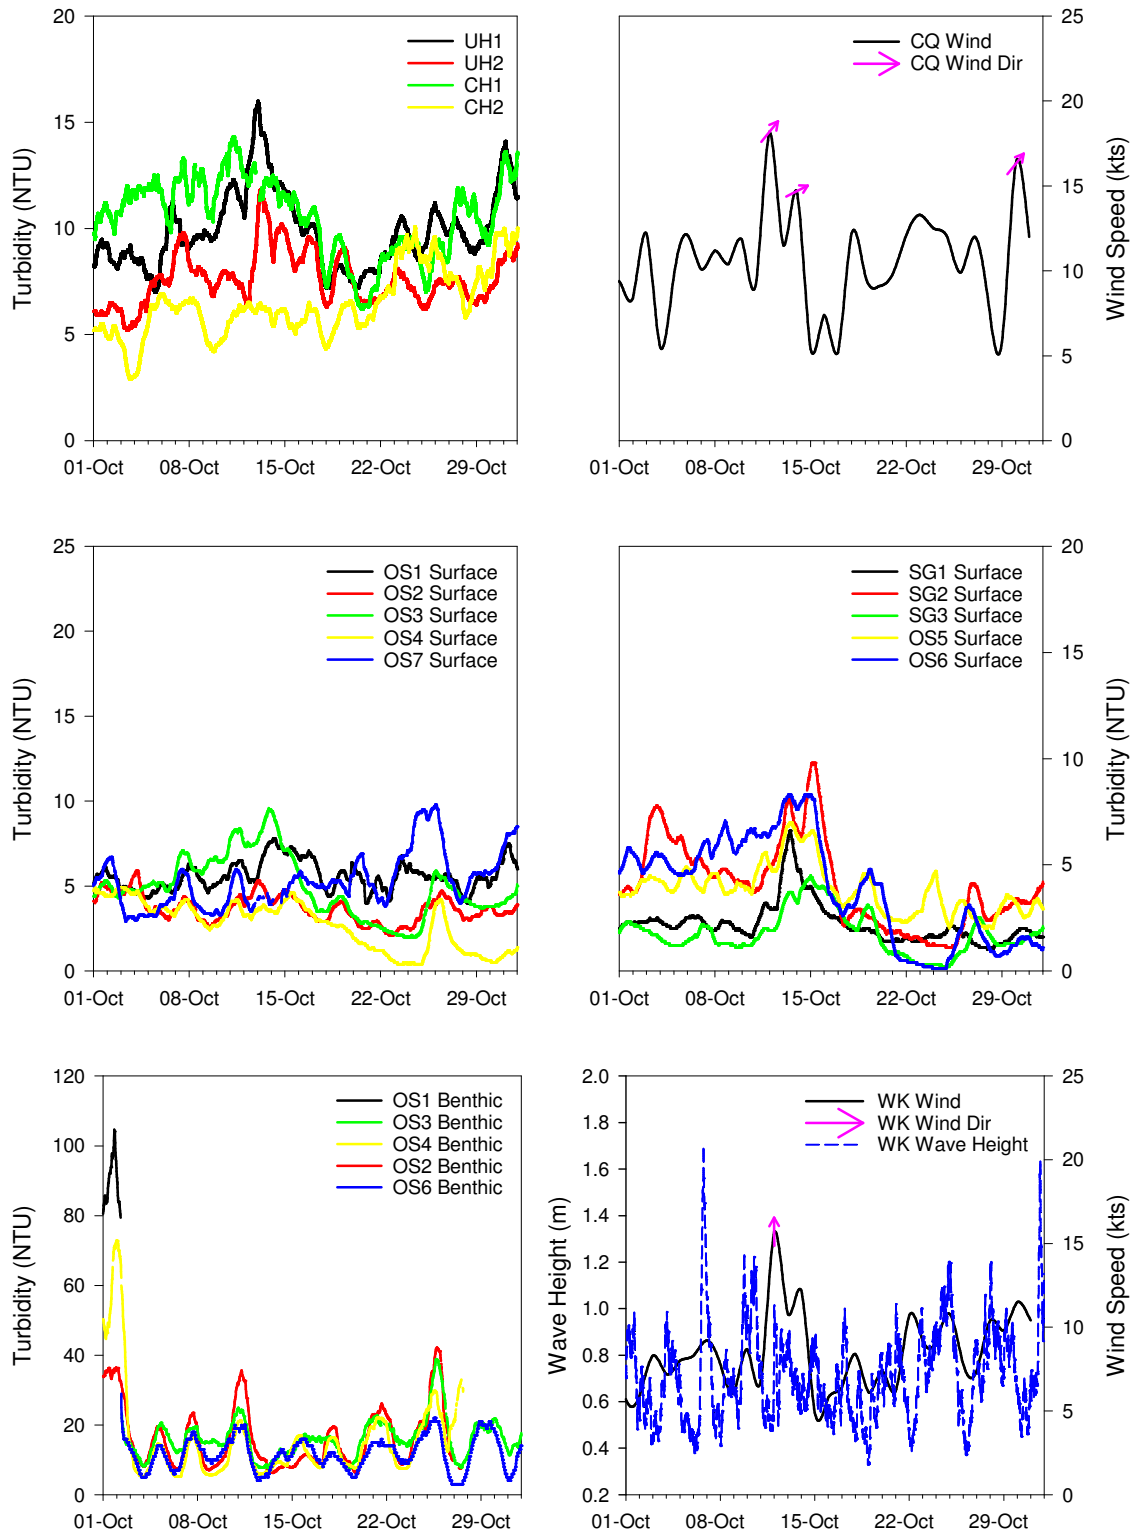 20
15
10
5
0
Turbidity (NTU)
UH1
UH2
CH1
CH2
01-Oct 08-Oct 15-Oct 22-Oct 29-Oct
CQ Wind
CQ Wind Dir
25
20
15
10
5
0
Wind Speed (kts)
01-Oct 08-Oct 15-Oct 22-Oct 29-Oct
25
20
15
10
5
0
Turbidity (NTU)
OS1 Surface
OS2 Surface
OS3 Surface
OS4 Surface
OS7 Surface
01-Oct 08-Oct 15-Oct 22-Oct 29-Oct
SG1 Surface
SG2 Surface
SG3 Surface
OS5 Surface
OS6 Surface
20
15
10
5
0
Turbidity (NTU)
01-Oct 08-Oct 15-Oct 22-Oct 29-Oct
120
100
80
60
40
20
0
Turbidity (NTU)
OS1 Benthic
OS3 Benthic
OS4 Benthic
OS2 Benthic
OS6 Benthic
01-Oct 08-Oct 15-Oct 22-Oct 29-Oct
2.0
1.8
1.6
1.4
1.2
1.0
0.8
0.6
0.4
0.2
Wave Height (m)
WK Wind
WK Wind Dir
WK Wave Height
25
20
15
10
5
0
Wind Speed (kts)
01-Oct 08-Oct 15-Oct 22-Oct 29-Oct